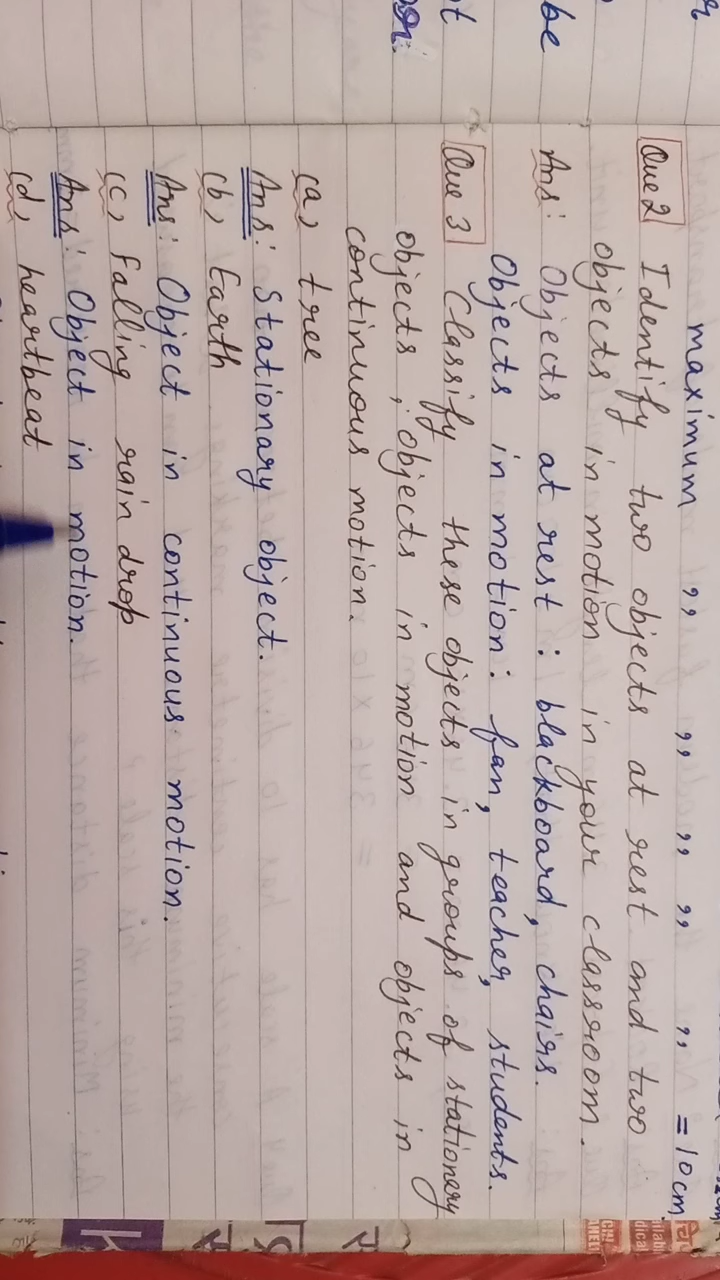 maximum ,, ,, ,, ,, ,, = 10 cm
Que 2 Identify two objects at rest and two
objects in motion in your classroom.
Ans: Objects at rest : blackboard, chairs.
Objects in motion: fan, teacher, students.
Que 3 Classify these objects in groups of stationery
objects, objects in motion and objects in
continuous motion.
(a) tree
Ans: Stationary object.
(b) Earth
Ans: Object in continuous motion.
(c) falling rain drop
Ans: Object in motion.
(d) heartbeat
be